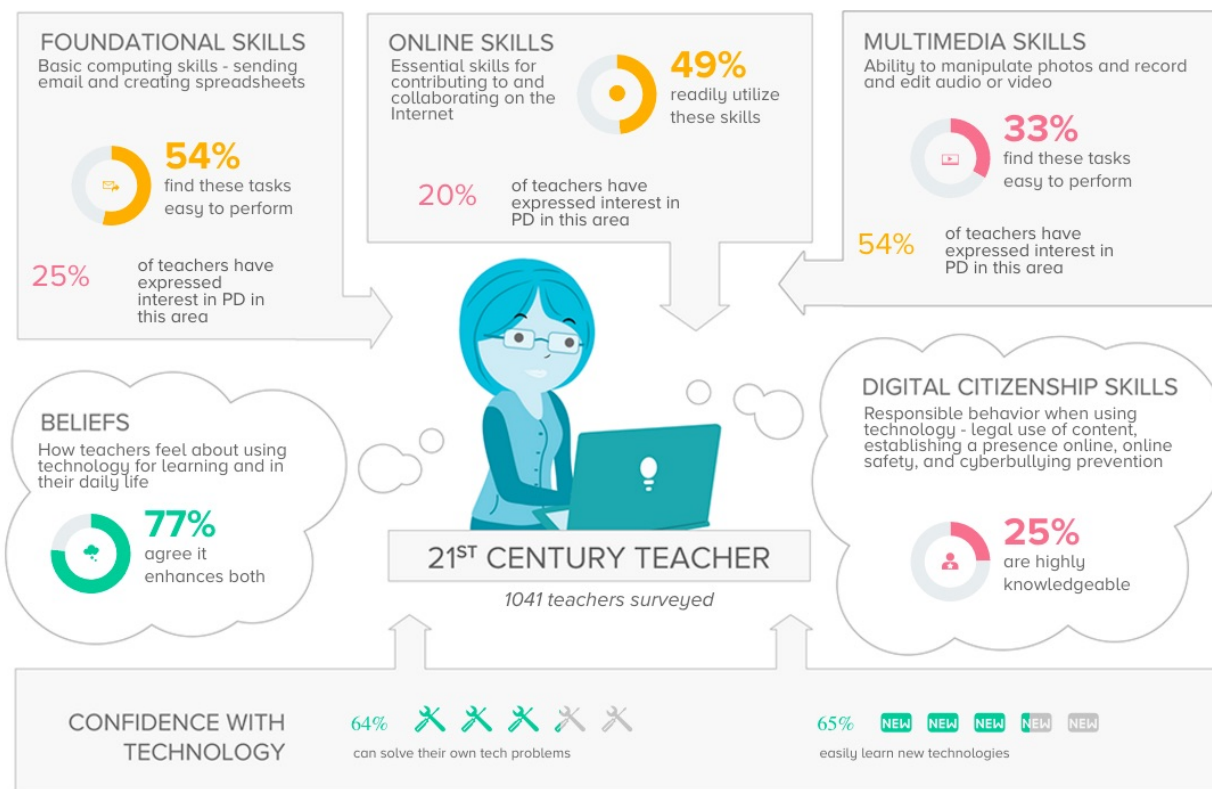 FOUNDATIONAL SKILLS
Basic computing skills - sending
email and creating spreadsheets
54%
find these tasks
easy to perform
25%
of teachers have
expressed
interest in PD in
this area
ONLINE SKILLS
Essential skills for
contributing to and
collaborating on the
Internet
49%
readily utilize
these skills
20%
of teachers have
expressed interest in
PD in this area
MULTIMEDIA SKILLS
Ability to manipulate photos and record
and edit audio or video
33%
find these tasks
easy to perform
54%
of teachers have
expressed interest in
PD in this area
BELIEFS
How teachers feel about using
technology for learning and in
their daily life
77%
agree it
enhances both
DIGITAL CITIZENSHIP SKILLS
Responsible behavior when using
technology - legal use of content,
establishing a presence online, online
safety, and cyberbullying prevention
25%
are highly
knowledgeable
21ST CENTURY TEACHER
1041 teachers surveyed
CONFIDENCE WITH
TECHNOLOGY
64%
can solve their own tech problems
65% NEW NEW NEW NEW NEW
easily learn new technologies